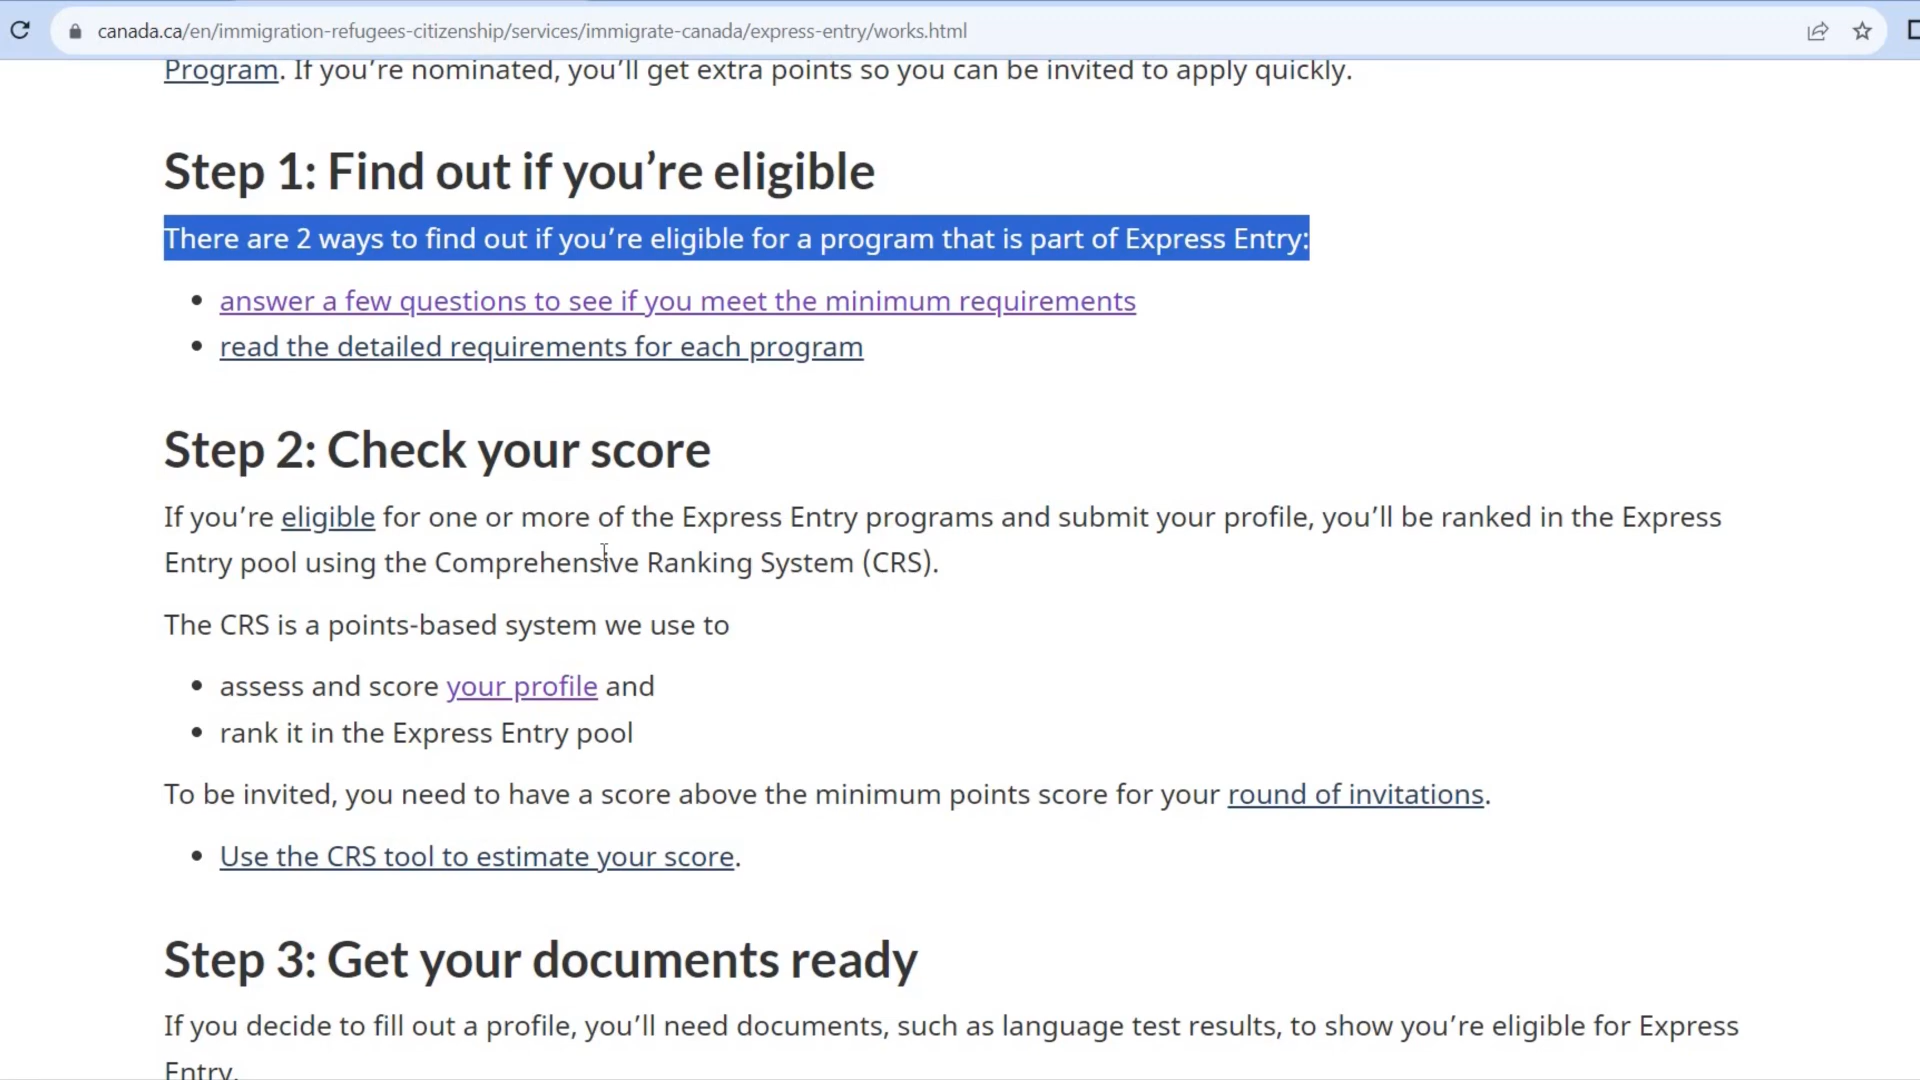 canada.ca/en/immigration-refugees-citizenship/services/immigrate-canada/express-entry/works.html
Program. If you’re nominated, you’ll get extra points so you can be invited to apply quickly.
Step 1: Find out if you’re eligible
There are 2 ways to find out if you’re eligible for a program that is part of Express Entry:
• answer a few questions to see if you meet the minimum requirements
• read the detailed requirements for each program
Step 2: Check your score
If you’re eligible for one or more of the Express Entry programs and submit your profile, you’ll be ranked in the Express
Entry pool using the Comprehensive Ranking System (CRS).
The CRS is a points-based system we use to
• assess and score your profile and
• rank it in the Express Entry pool
To be invited, you need to have a score above the minimum points score for your round of invitations.
• Use the CRS tool to estimate your score.
Step 3: Get your documents ready
If you decide to fill out a profile, you’ll need documents, such as language test results, to show you’re eligible for Express
Entry.